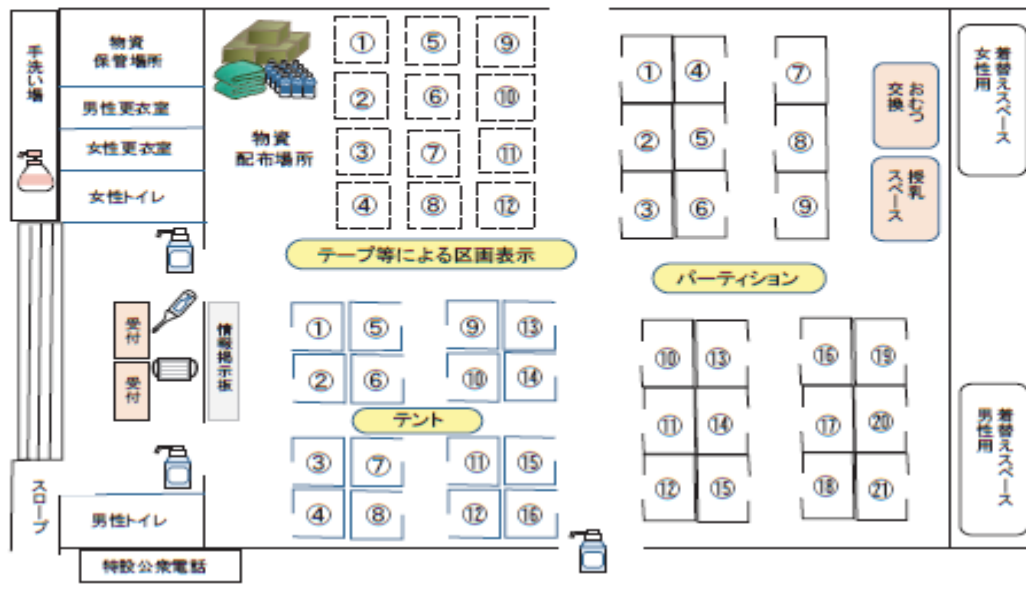 手洗い場
物資
保管場所
男性更衣室
女性更衣室
女性トイレ
物資
配布場所
① ⑤ ⑨
② ⑥ ⑩
③ ⑦ ⑪
④ ⑧ ⑫
テープ等による区画表示
① ④ ⑦
② ⑤ ⑧
③ ⑥ ⑨
パーティション
おむつ
交換
授乳
スペース
着替えスペース
女性用
受付
受付
情報掲示板
① ⑤ ⑨ ⑬
② ⑥ ⑩ ⑭
テント
③ ⑦ ⑪ ⑮
④ ⑧ ⑫ ⑯
⑩ ⑬ ⑯ ⑲
⑪ ⑭ ⑰ ⑳
⑫ ⑮ ⑱ ㉑
着替えスペース
男性用
スロープ
男性トイレ
特設公衆電話